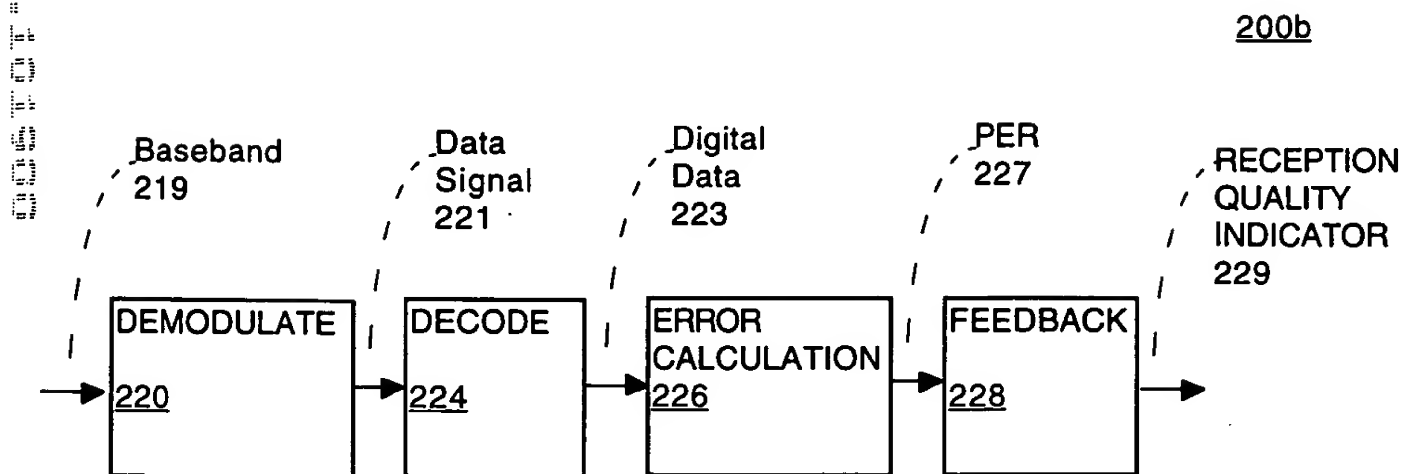 200b
Baseband
219
Data
Signal
221
Digital
Data
223
PER
227
RECEPTION
QUALITY
INDICATOR
229
DEMODULATE
220
DECODE
224
ERROR
CALCULATION
226
FEEDBACK
228